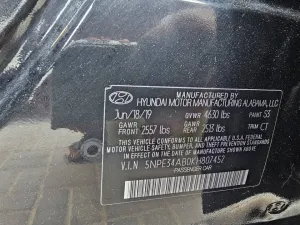 MANUFACTURED BY
HYUNDAI MOTOR MANUFACTURING ALABAMA, LLC
Jun/18/19 GVWR 4630 lbs PAINT S3
GAWR GAWR
FRONT 2557 lbs REAR 2513 lbs TRIM CJ
THIS VEHICLE CONFORMS TO ALL APPLICABLE U.S.A. FEDERAL
MOTOR VEHICLE SAFETY, BUMPER, AND THEFT PREVENTION
STANDARDS IN EFFECT ON THE DATE OF MANUFACTURE SHOWN ABOVE.
V.I.N 5NPE34AB0KH807452
PASSENGER CAR